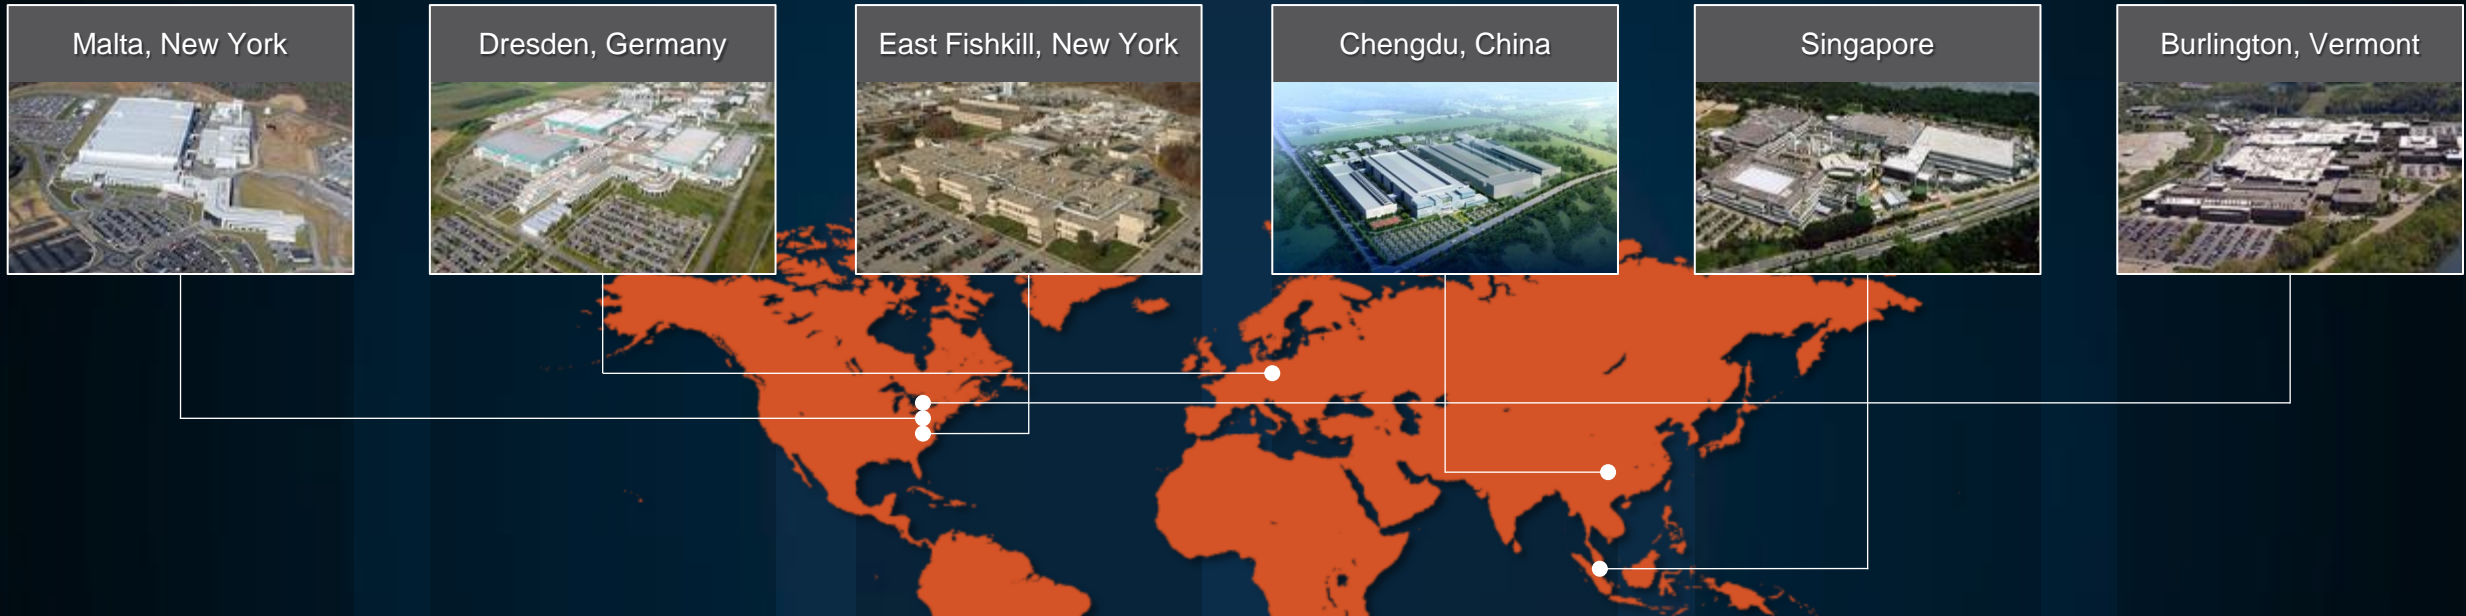 Malta, New York
Dresden, Germany
East Fishkill, New York
Chengdu, China
Singapore
Burlington, Vermont